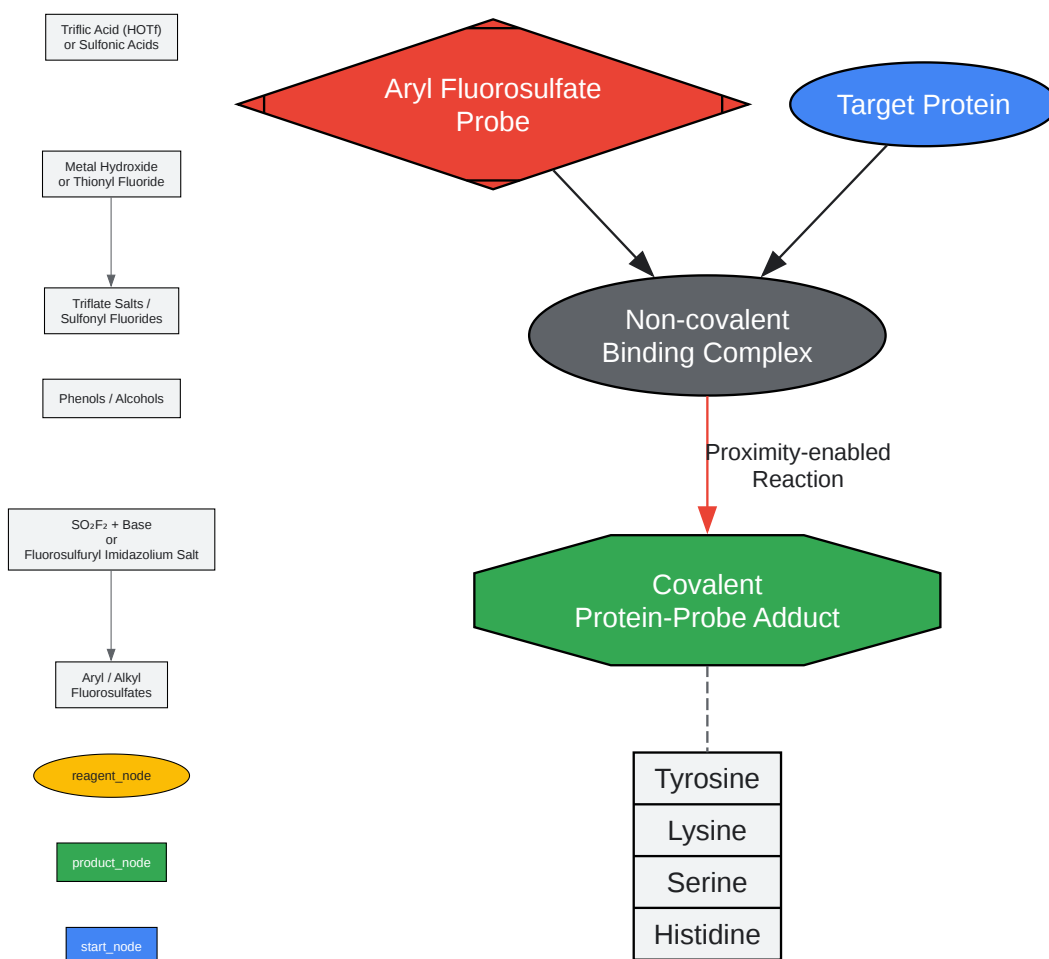 Triflic Acid (HOTf)
or Sulfonic Acids
Metal Hydroxide
or Thionyl Fluoride
Triflate Salts /
Sulfonyl Fluorides
Phenols / Alcohols
SO₂F₂ + Base
or
Fluorosulfuryl Imidazolium Salt
Aryl / Alkyl
Fluorosulfates
reagent_node
product_node
start_node
Aryl Fluorosulfate
Probe
Target Protein
Non-covalent
Binding Complex
Proximity-enabled
Reaction
Covalent
Protein-Probe Adduct
Tyrosine
Lysine
Serine
Histidine